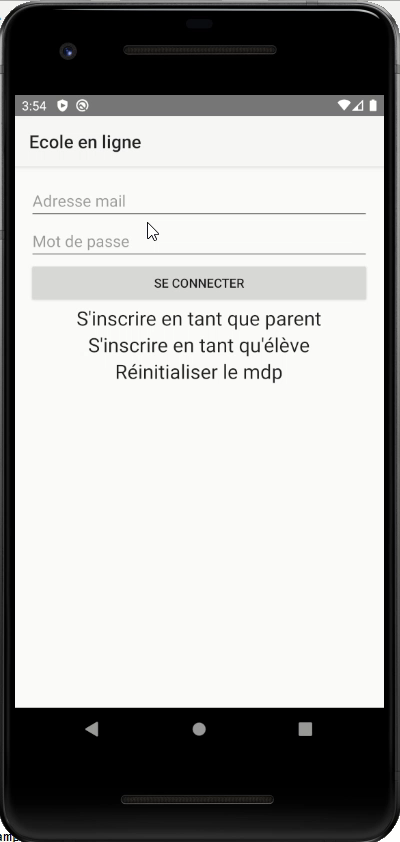 3:54
Ecole en ligne
Adresse mail
Mot de passe
SE CONNECTER
S'inscrire en tant que parent
S'inscrire en tant qu'élève
Réinitialiser le mdp